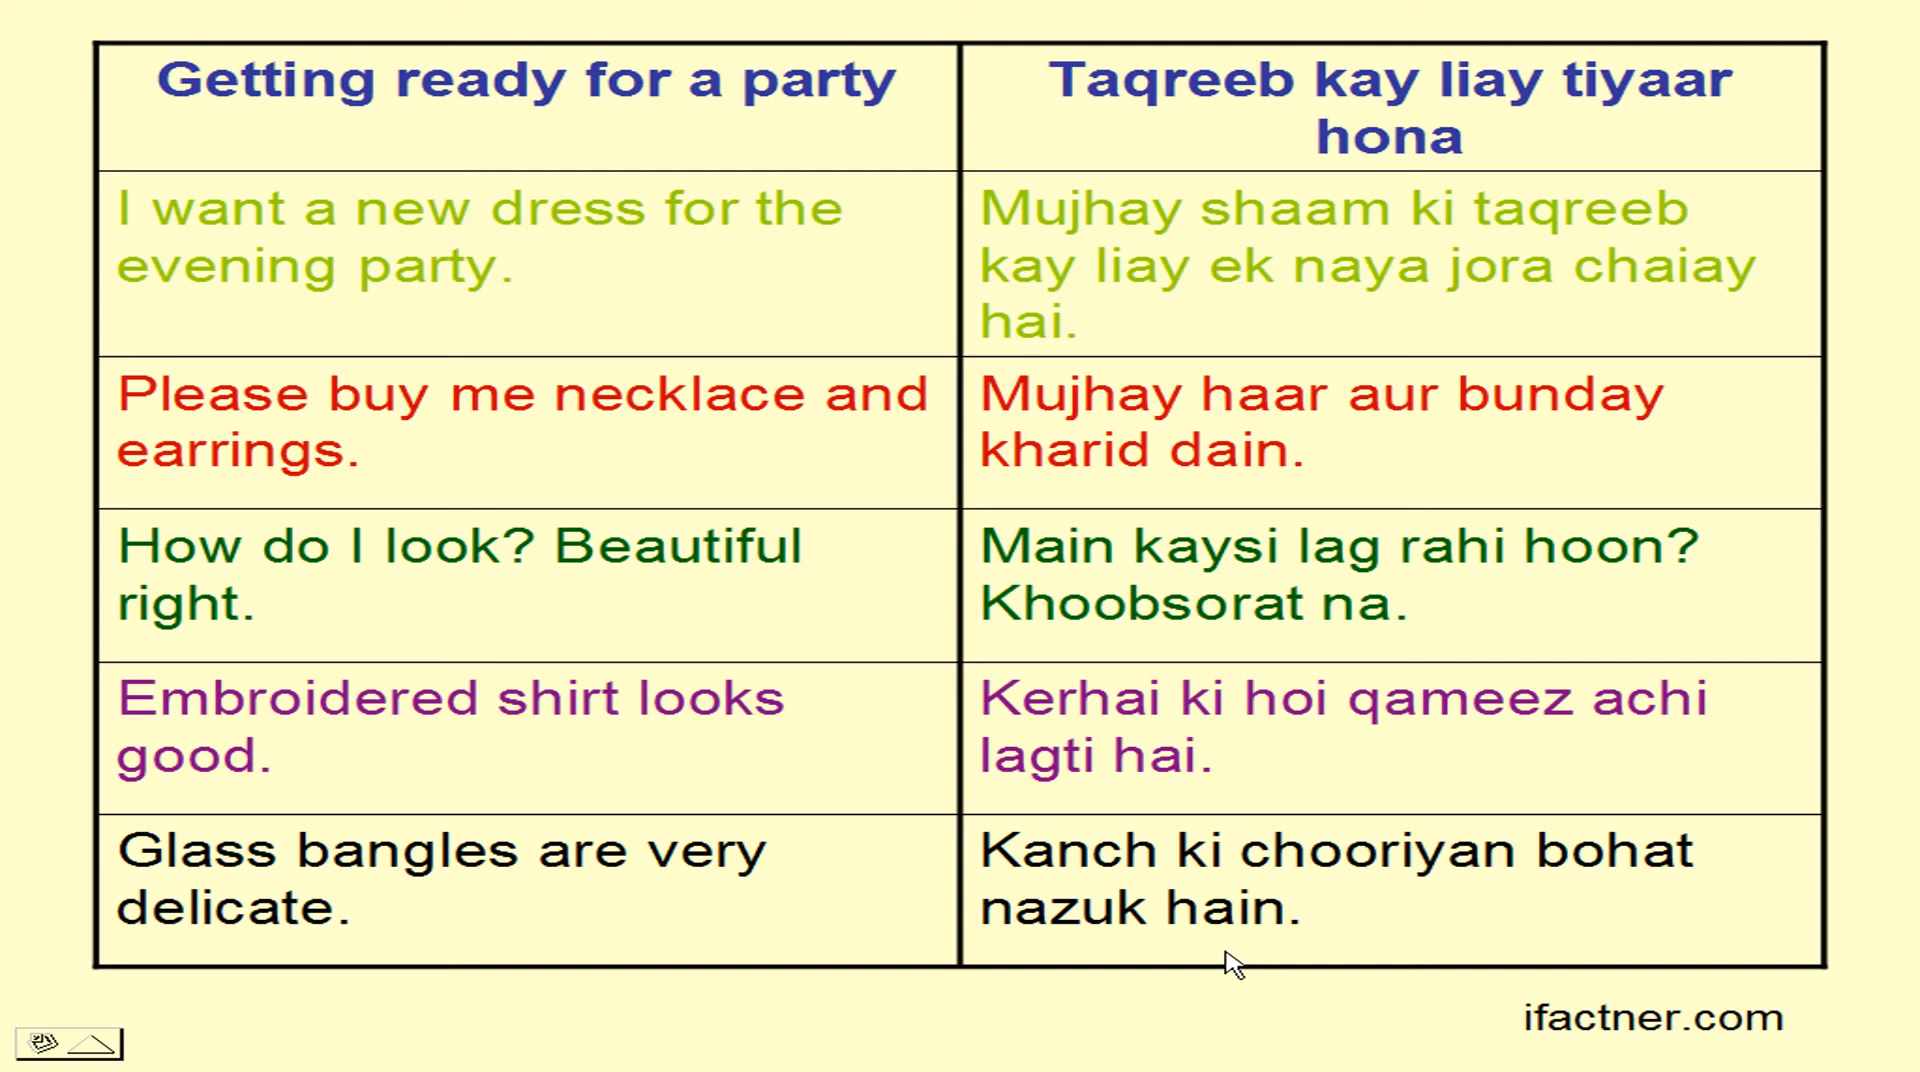 Getting ready for a party
Taqreeb kay liay tiyaar
hona
I want a new dress for the
evening party.
Mujhay shaam ki taqreeb
kay liay ek naya jora chaiay
hai.
Please buy me necklace and
earrings.
Mujhay haar aur bunday
kharid dain.
How do I look? Beautiful
right.
Main kaysi lag rahi hoon?
Khoobsorat na.
Embroidered shirt looks
good.
Kerhai ki hoi qameez achi
lagti hai.
Glass bangles are very
delicate.
Kanch ki chooriyan bohat
nazuk hain.
ifactner.com